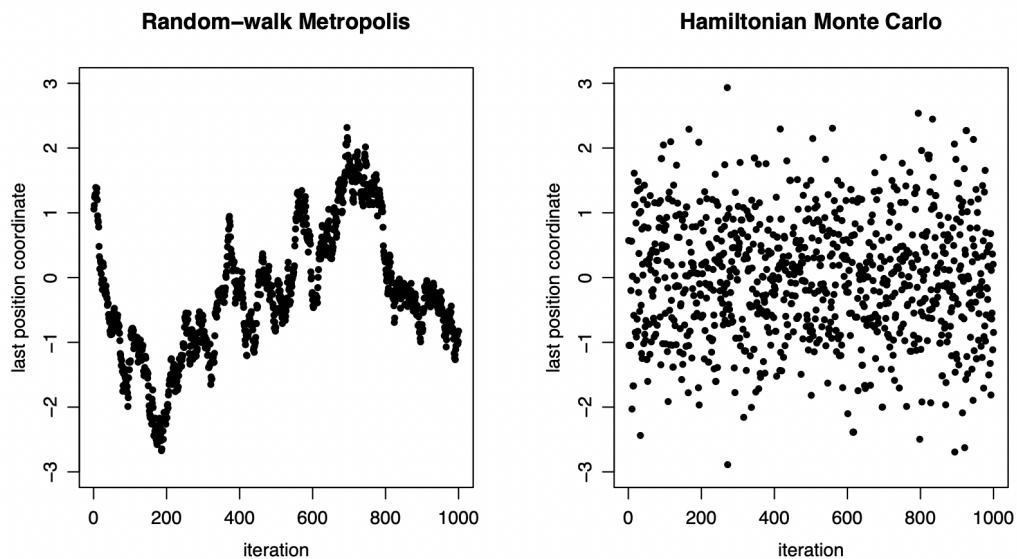 Random−walk Metropolis
Hamiltonian Monte Carlo
last position coordinate
3
2
1
0
−1
−2
−3
0 200 400 600 800 1000
iteration
last position coordinate
3
2
1
0
−1
−2
−3
0 200 400 600 800 1000
iteration